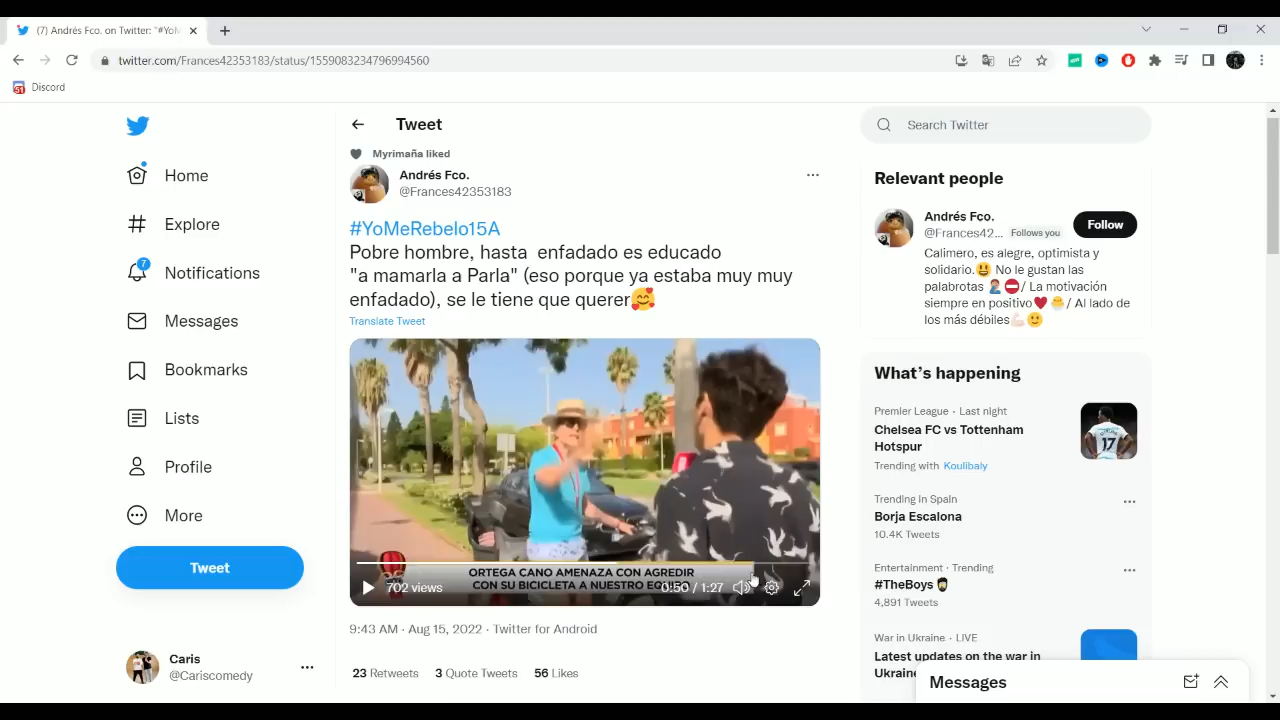 (7) Andrés Fco. on Twitter: "#YoM
twitter.com/Frances42353183/status/1559083234796994560
Discord
Home
Explore
7
Notifications
Messages
Bookmarks
Lists
Profile
More
Tweet
Caris
@Cariscomedy
Tweet
Myrimaña liked
Andrés Fco.
@Frances42353183
#YoMeRebelo15A
Pobre hombre, hasta enfadado es educado
"a mamarla a Parla" (eso porque ya estaba muy muy
enfadado), se le tiene que querer🥰
Translate Tweet
ORTEGA CANO AMENAZA CON AGREDIR
CON SU BICICLETA A NUESTRO
702 views
0:50 / 1:27
9:43 AM · Aug 15, 2022 · Twitter for Android
23 Retweets 3 Quote Tweets 56 Likes
Search Twitter
Relevant people
Andrés Fco.
@Frances42... Follows you
Follow
Calimero, es alegre, optimista y
solidario.😃 No le gustan las
palabrotas 🤦🏽‍♂️⛔/ La motivación
siempre en positivo♥️🐣/ Al lado de
los más débiles💪🏻🙂
What's happening
Premier League · Last night
Chelsea FC vs Tottenham
Hotspur
Trending with Koulibaly
17
Trending in Spain
Borja Escalona
10.4K Tweets
Entertainment · Trending
#TheBoys
4,891 Tweets
War in Ukraine · LIVE
Latest updates on the war in
Ukraine
Messages